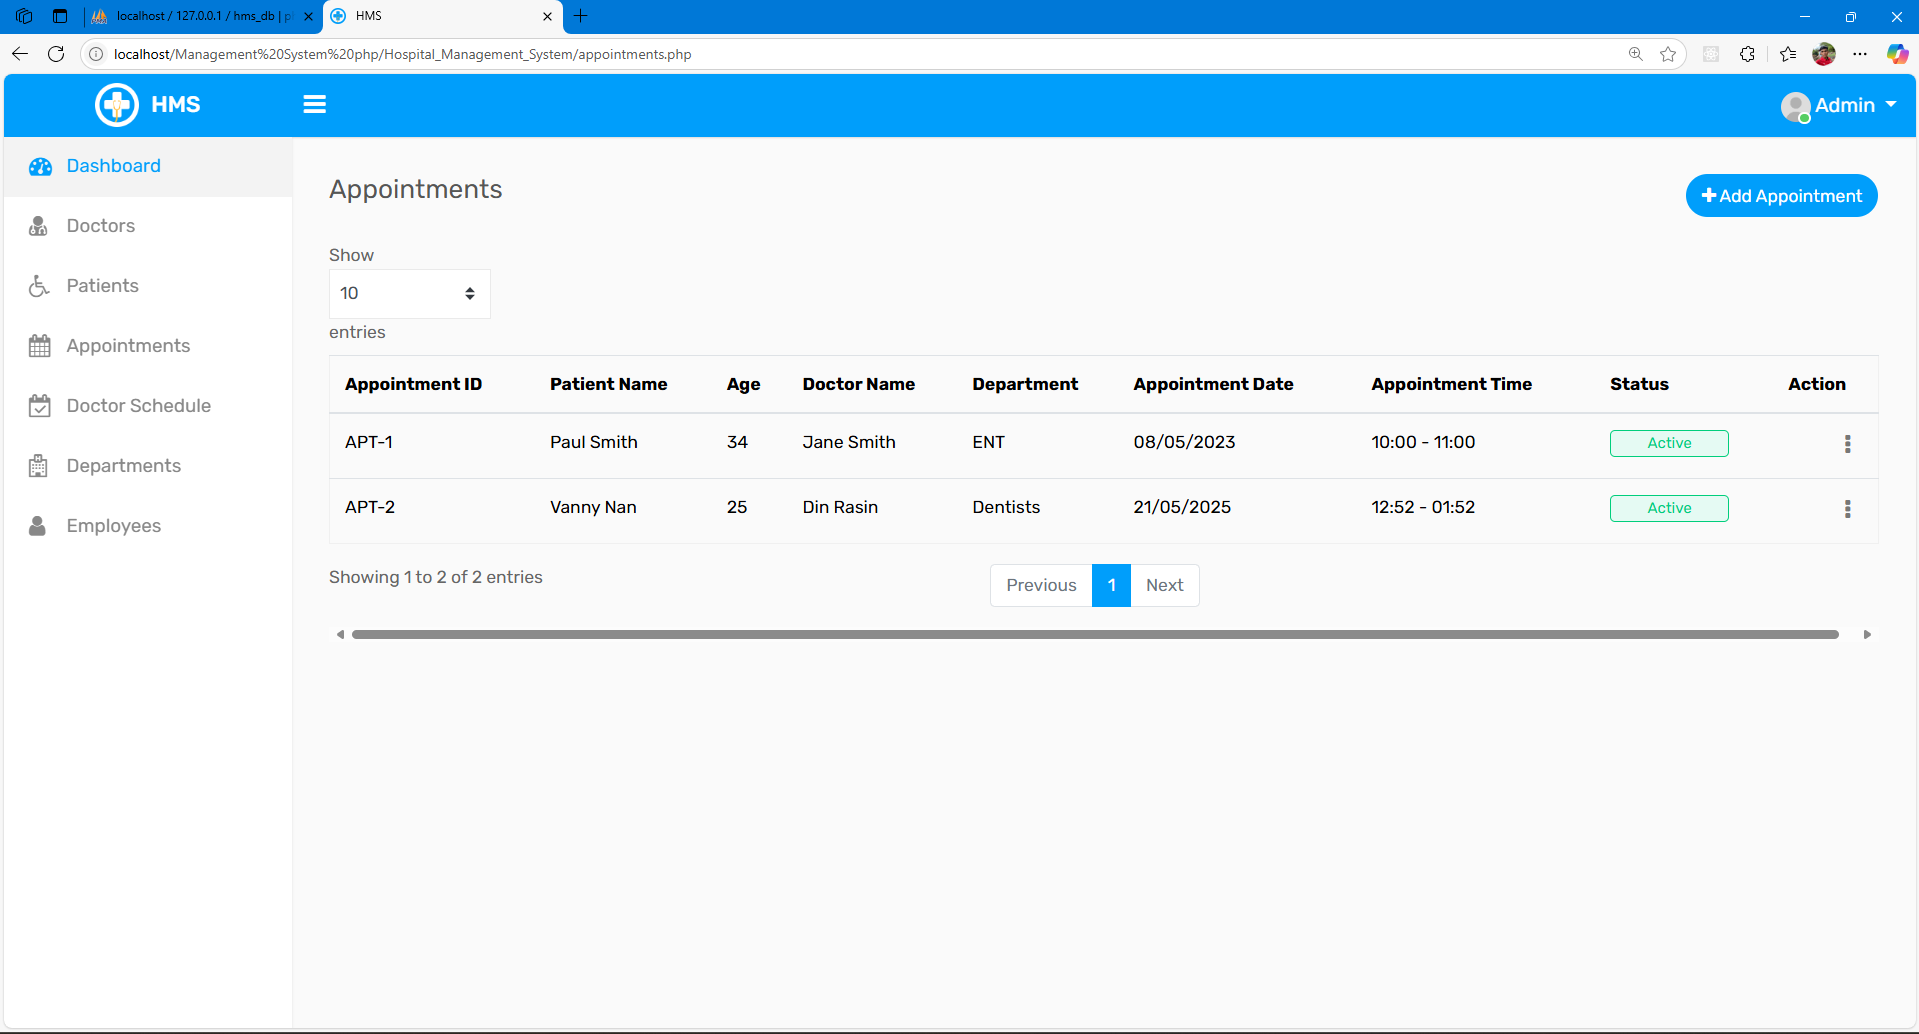 localhost / 127.0.0.1 / hms_db | pl
HMS
localhost/Management%20System%20php/Hospital_Management_System/appointments.php
HMS
Admin
Dashboard
Doctors
Patients
Appointments
Doctor Schedule
Departments
Employees
Appointments
+ Add Appointment
Show
10
entries
Appointment ID Patient Name Age Doctor Name Department Appointment Date Appointment Time Status Action
APT-1 Paul Smith 34 Jane Smith ENT 08/05/2023 10:00 - 11:00 Active
APT-2 Vanny Nan 25 Din Rasin Dentists 21/05/2025 12:52 - 01:52 Active
Showing 1 to 2 of 2 entries
Previous 1 Next